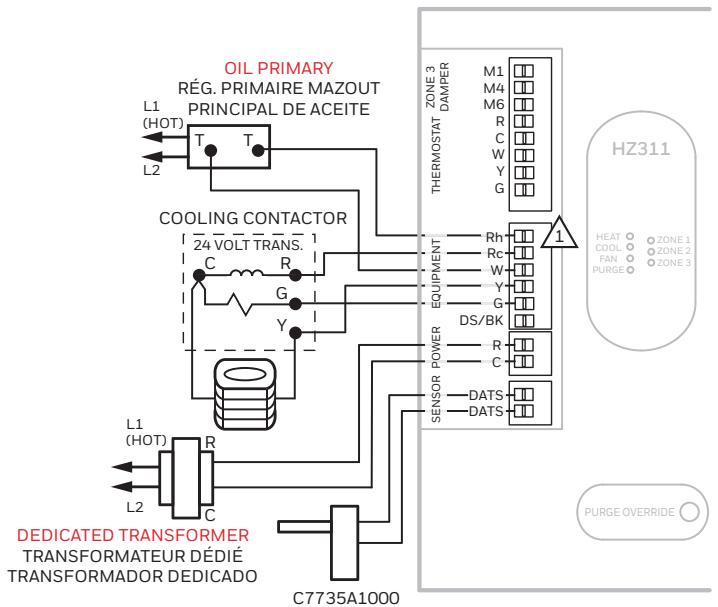 OIL PRIMARY
RÉG. PRIMAIRE MAZOUT
PRINCIPAL DE ACEITE
L1
(HOT)
L2
T
T
COOLING CONTACTOR
24 VOLT TRANS.
C
R
G
Y
L1
(HOT)
L2
R
C
DEDICATED TRANSFORMER
TRANSFORMATEUR DÉDIÉ
TRANSFORMADOR DEDICADO
C7735A1000
ZONE 3
DAMPER
M1
M4
M6
THERMOSTAT
R
C
W
Y
G
EQUIPMENT
Rh
Rc
W
Y
G
DS/BK
1
POWER
R
C
SENSOR
DATS
DATS
HZ311
HEAT
COOL
FAN
PURGE
ZONE 1
ZONE 2
ZONE 3
PURGE OVERRIDE